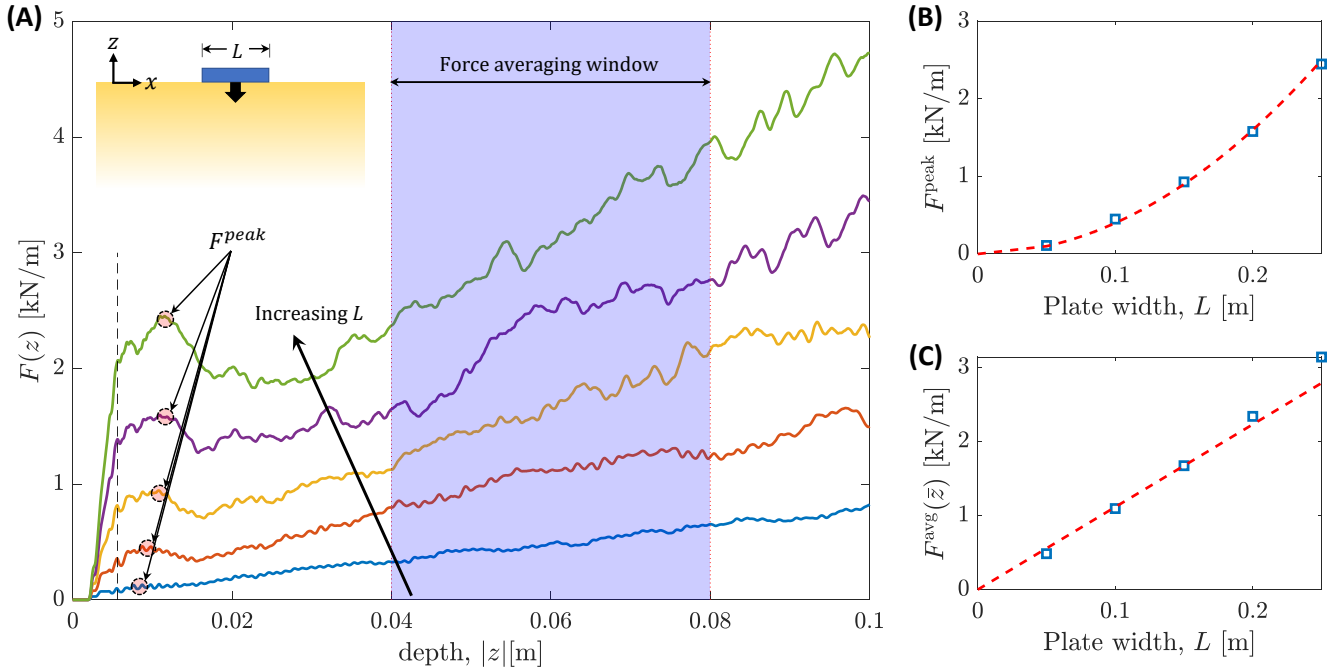 (A)
5
4
3
2
1
0
F(z) [kN/m]
z
x
L
Force averaging window
F^peak
Increasing L
0 0.02 0.04 0.06 0.08 0.1
depth, |z|[m]
(B)
3
2
1
0
F^peak [kN/m]
0 0.1 0.2
Plate width, L [m]
(C)
3
2
1
0
F^avg(z̄) [kN/m]
0 0.1 0.2
Plate width, L [m]